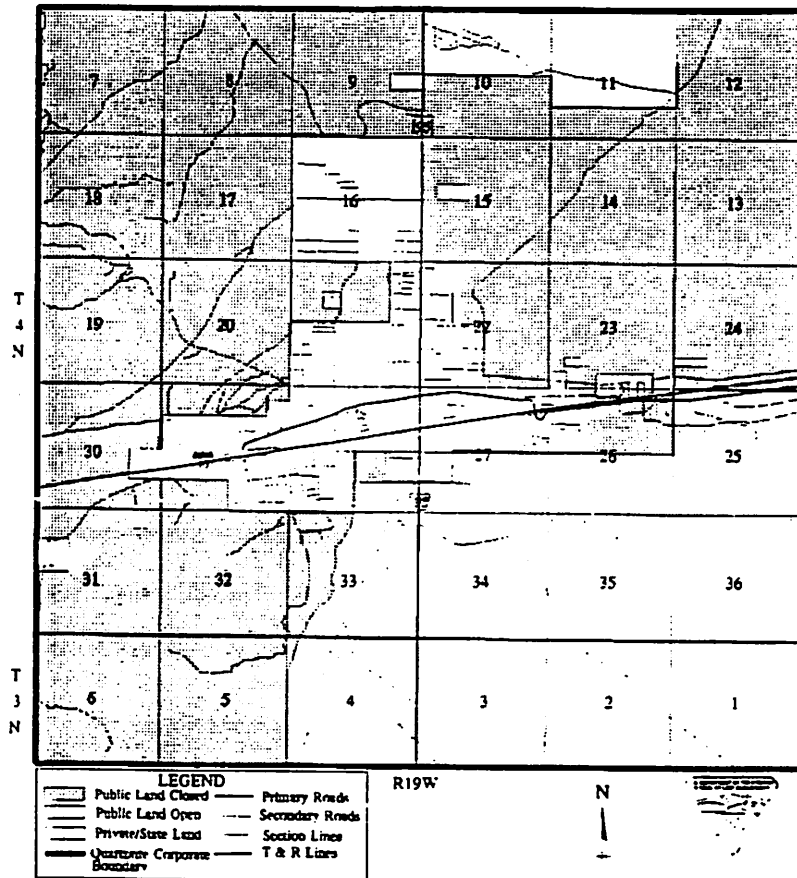 7 8 9 10 11 12
18 17 16 15 14 13
T 4 N
19 20 22 23 24
30 27 26 25
31 32 33 34 35 36
T 3 N
6 5 4 3 2 1
LEGEND
Public Land Closed
Public Land Open
Private/State Land
Corporate Boundary
Primary Roads
Secondary Roads
Section Lines
T & R Lines
R19W
N